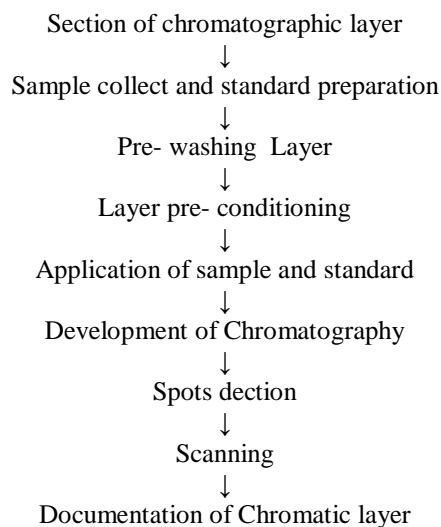 Section of chromatographic layer
↓
Sample collect and standard preparation
↓
Pre- washing Layer
↓
Layer pre- conditioning
↓
Application of sample and standard
↓
Development of Chromatography
↓
Spots dection
↓
Scanning
↓
Documentation of Chromatic layer